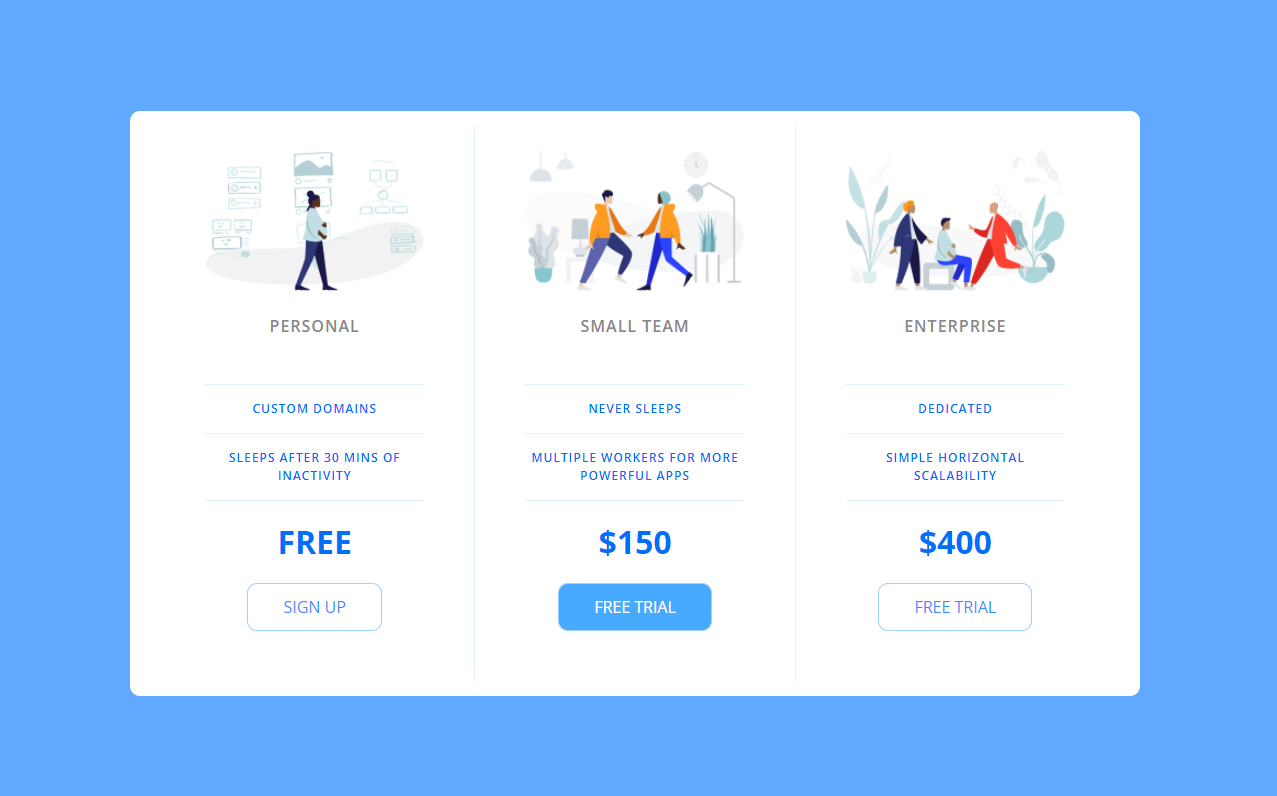 PERSONAL
CUSTOM DOMAINS
SLEEPS AFTER 30 MINS OF
INACTIVITY
FREE
SIGN UP
SMALL TEAM
NEVER SLEEPS
MULTIPLE WORKERS FOR MORE
POWERFUL APPS
$150
FREE TRIAL
ENTERPRISE
DEDICATED
SIMPLE HORIZONTAL
SCALABILITY
$400
FREE TRIAL